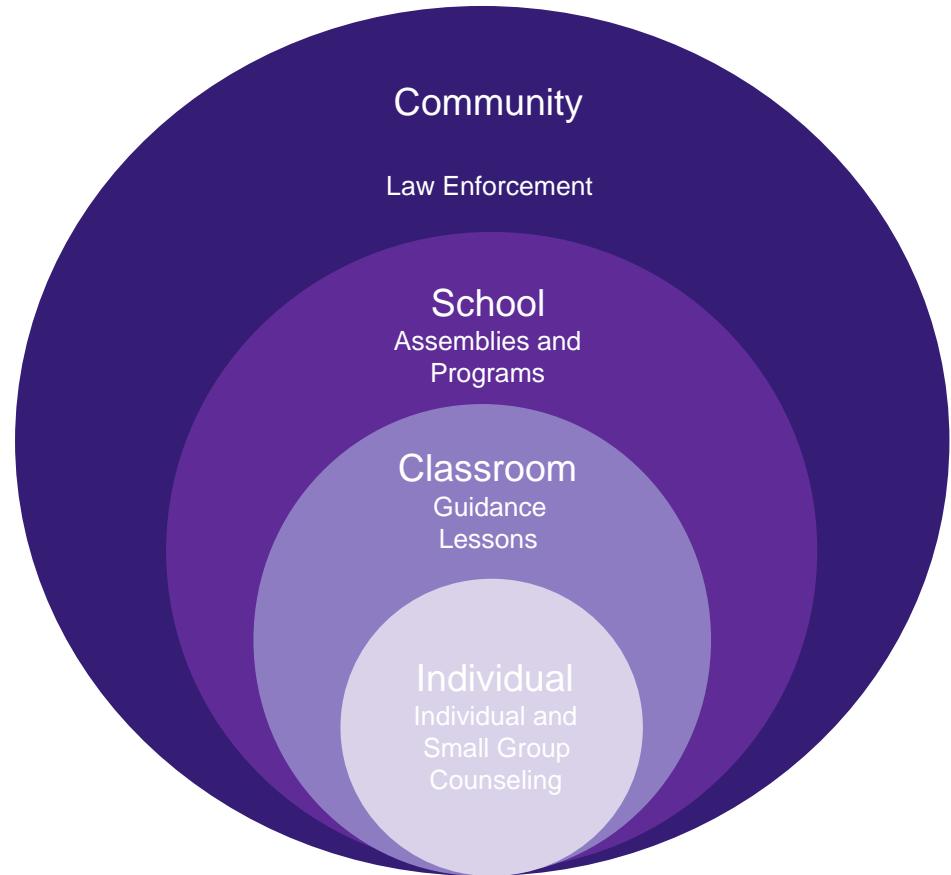 Community
Law Enforcement
School
Assemblies and
Programs
Classroom
Guidance
Lessons
Individual
Individual and
Small Group
Counseling